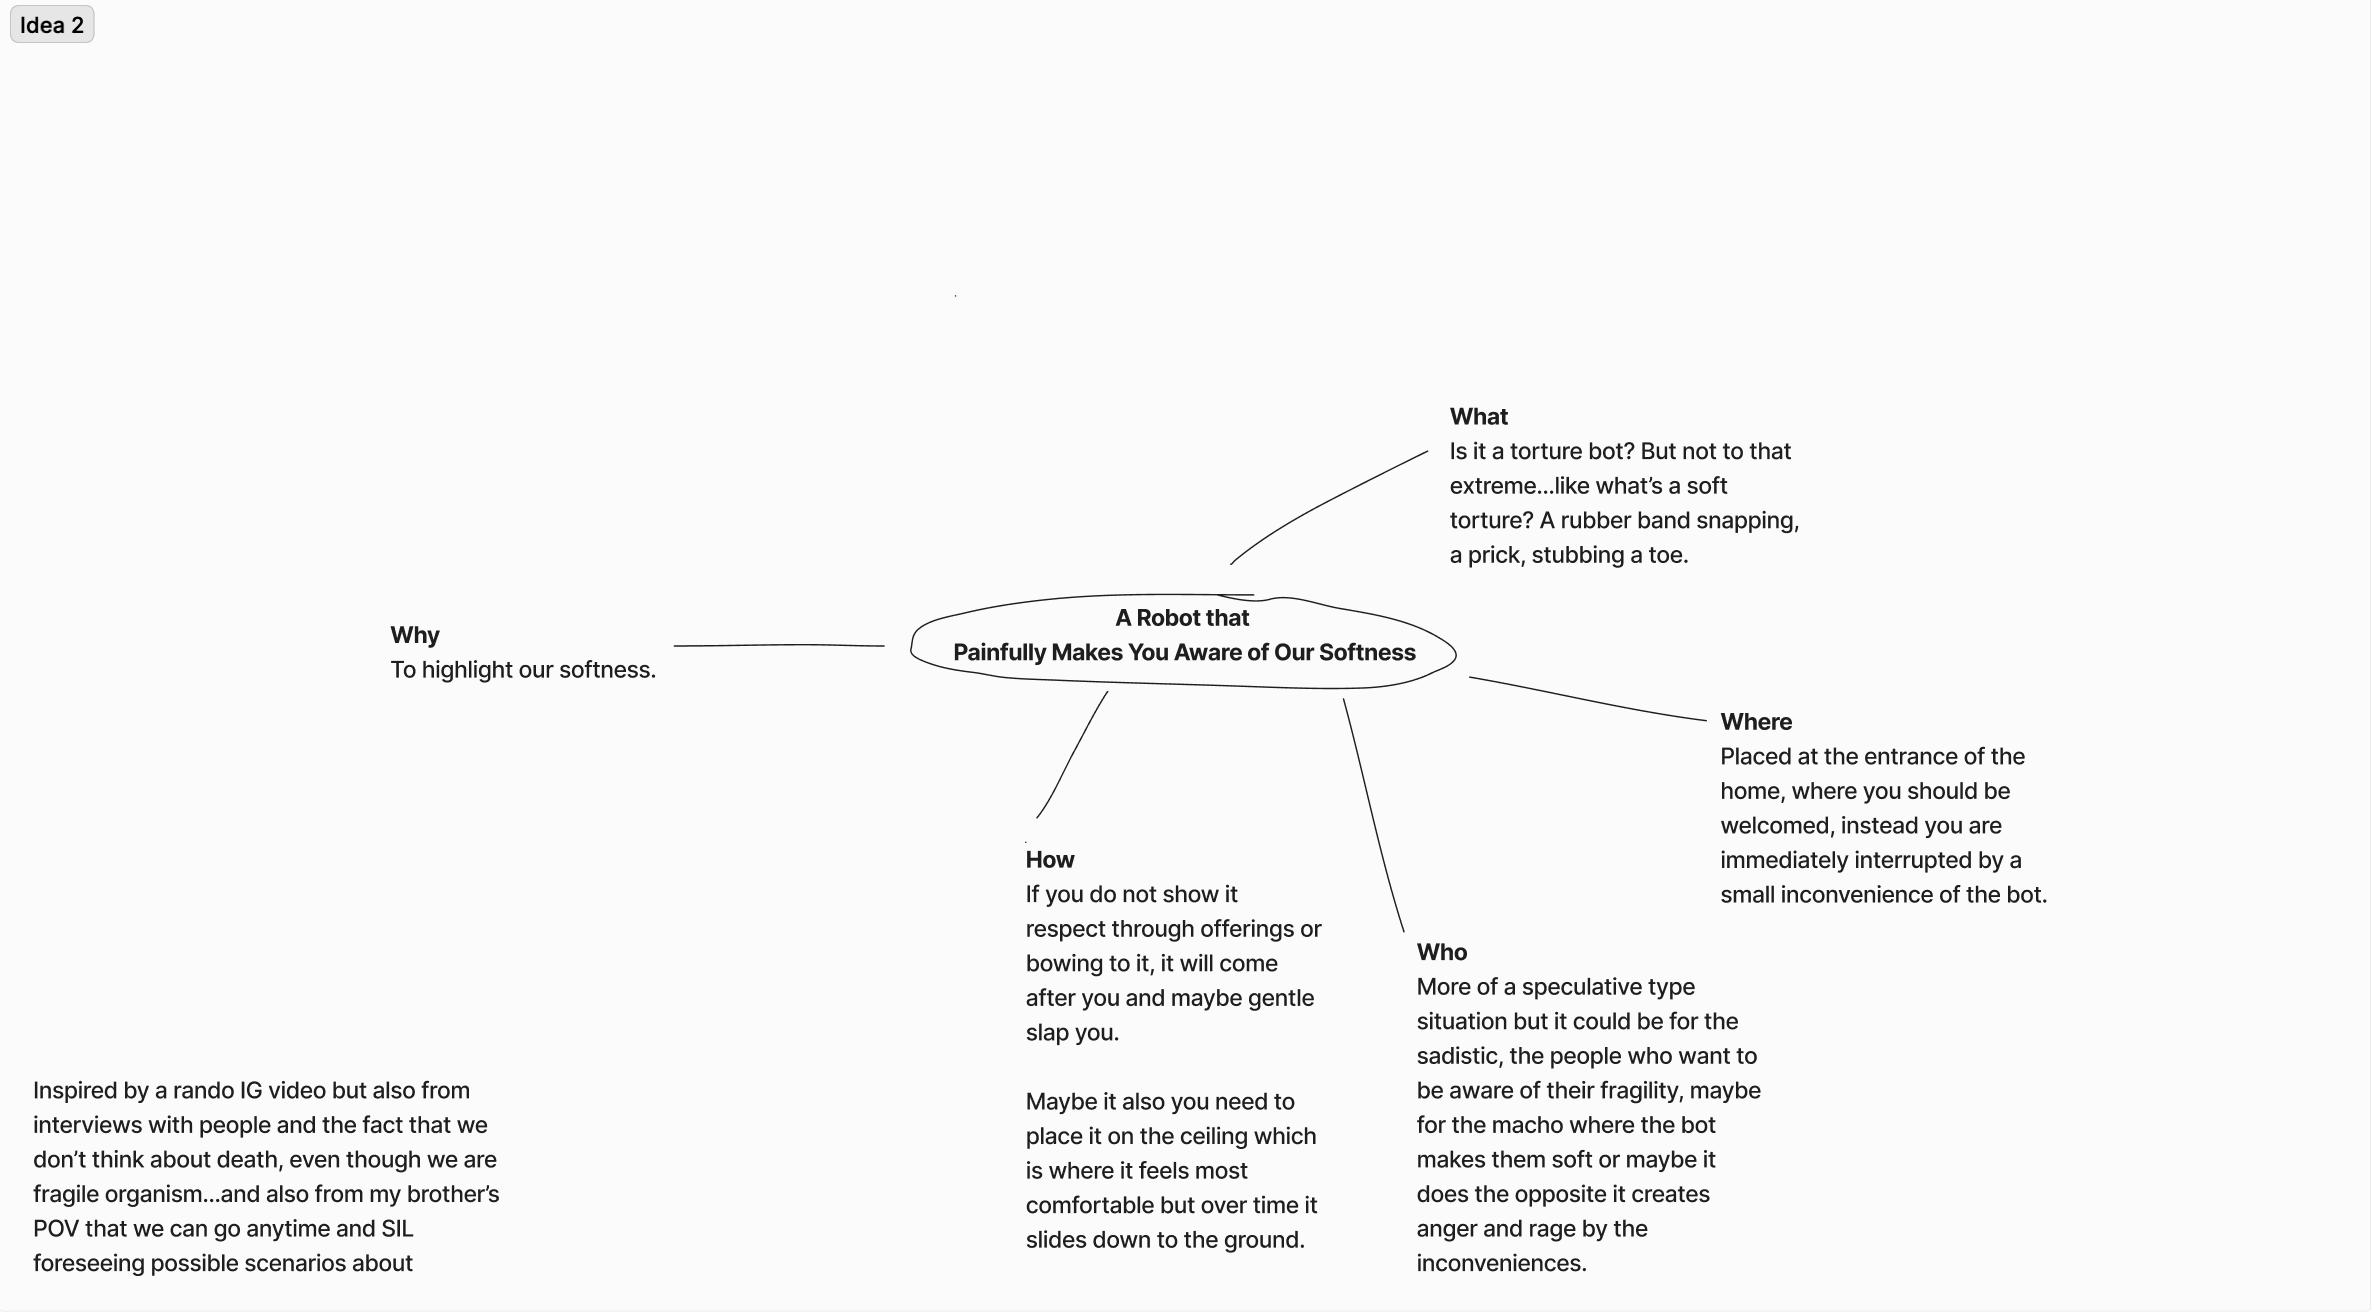 Idea 2
What
Is it a torture bot? But not to that
extreme...like what's a soft
torture? A rubber band snapping,
a prick, stubbing a toe.
A Robot that
Painfully Makes You Aware of Our Softness
Why
To highlight our softness.
Where
Placed at the entrance of the
home, where you should be
welcomed, instead you are
immediately interrupted by a
small inconvenience of the bot.
How
If you do not show it
respect through offerings or
bowing to it, it will come
after you and maybe gentle
slap you.
Maybe it also you need to
place it on the ceiling which
is where it feels most
comfortable but over time it
slides down to the ground.
Who
More of a speculative type
situation but it could be for the
sadistic, the people who want to
be aware of their fragility, maybe
for the macho where the bot
makes them soft or maybe it
does the opposite it creates
anger and rage by the
inconveniences.
Inspired by a rando IG video but also from
interviews with people and the fact that we
don't think about death, even though we are
fragile organism...and also from my brother's
POV that we can go anytime and SIL
foreseeing possible scenarios about